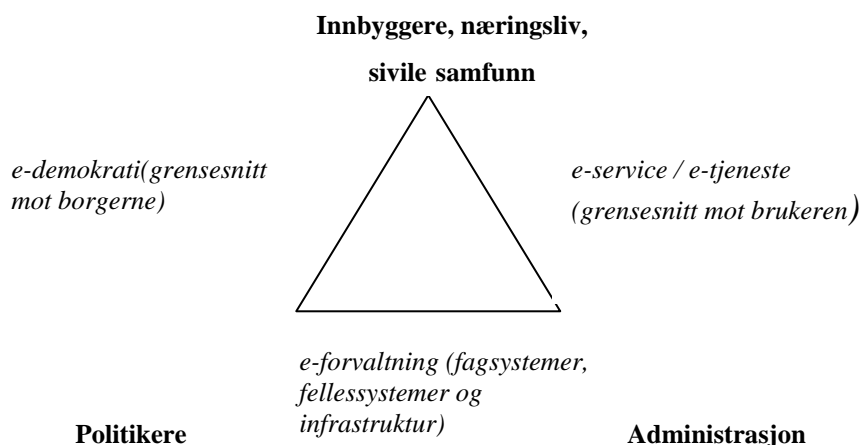 Innbyggere, næringsliv,
sivile samfunn
e-demokrati(grensesnitt
mot borgerne)
e-service / e-tjeneste
(grensesnitt mot brukeren)
e-forvaltning (fagsystemer,
fellessystemer og
infrastruktur)
Politikere
Administrasjon